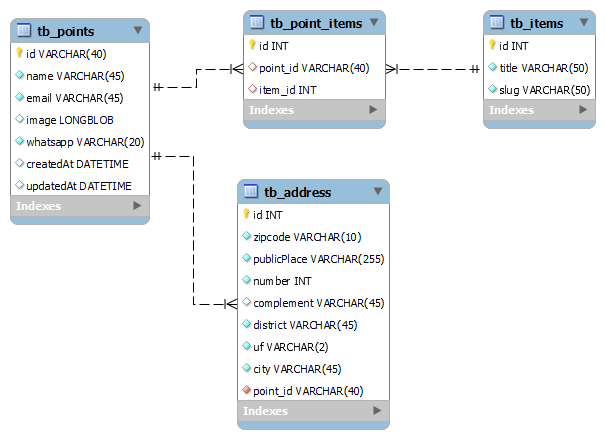 tb_points
id VARCHAR(40)
name VARCHAR(45)
email VARCHAR(45)
image LONGBLOB
whatsapp VARCHAR(20)
createdAt DATETIME
updatedAt DATETIME
Indexes
tb_point_items
id INT
point_id VARCHAR(40)
item_id INT
Indexes
tb_items
id INT
title VARCHAR(50)
slug VARCHAR(50)
Indexes
tb_address
id INT
zipcode VARCHAR(10)
publicPlace VARCHAR(255)
number INT
complement VARCHAR(45)
district VARCHAR(45)
uf VARCHAR(2)
city VARCHAR(45)
point_id VARCHAR(40)
Indexes